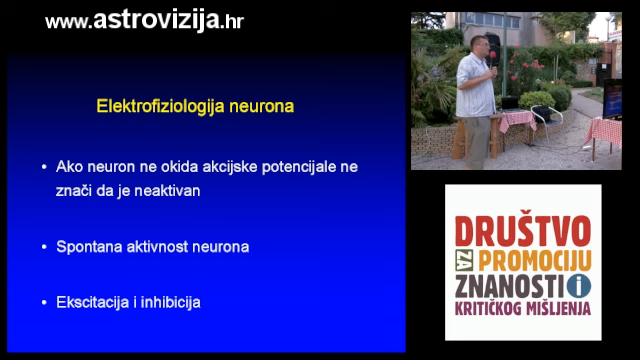 www.astrovizija.hr
Elektrofiziologija neurona
• Ako neuron ne okida akcijske potencijale ne
znači da je neaktivan
• Spontana aktivnost neurona
• Ekscitacija i inhibicija
DRUŠTVO
ZA PROMOCIJU
ZNANOSTI i
KRITIČKOG MIŠLJENJA